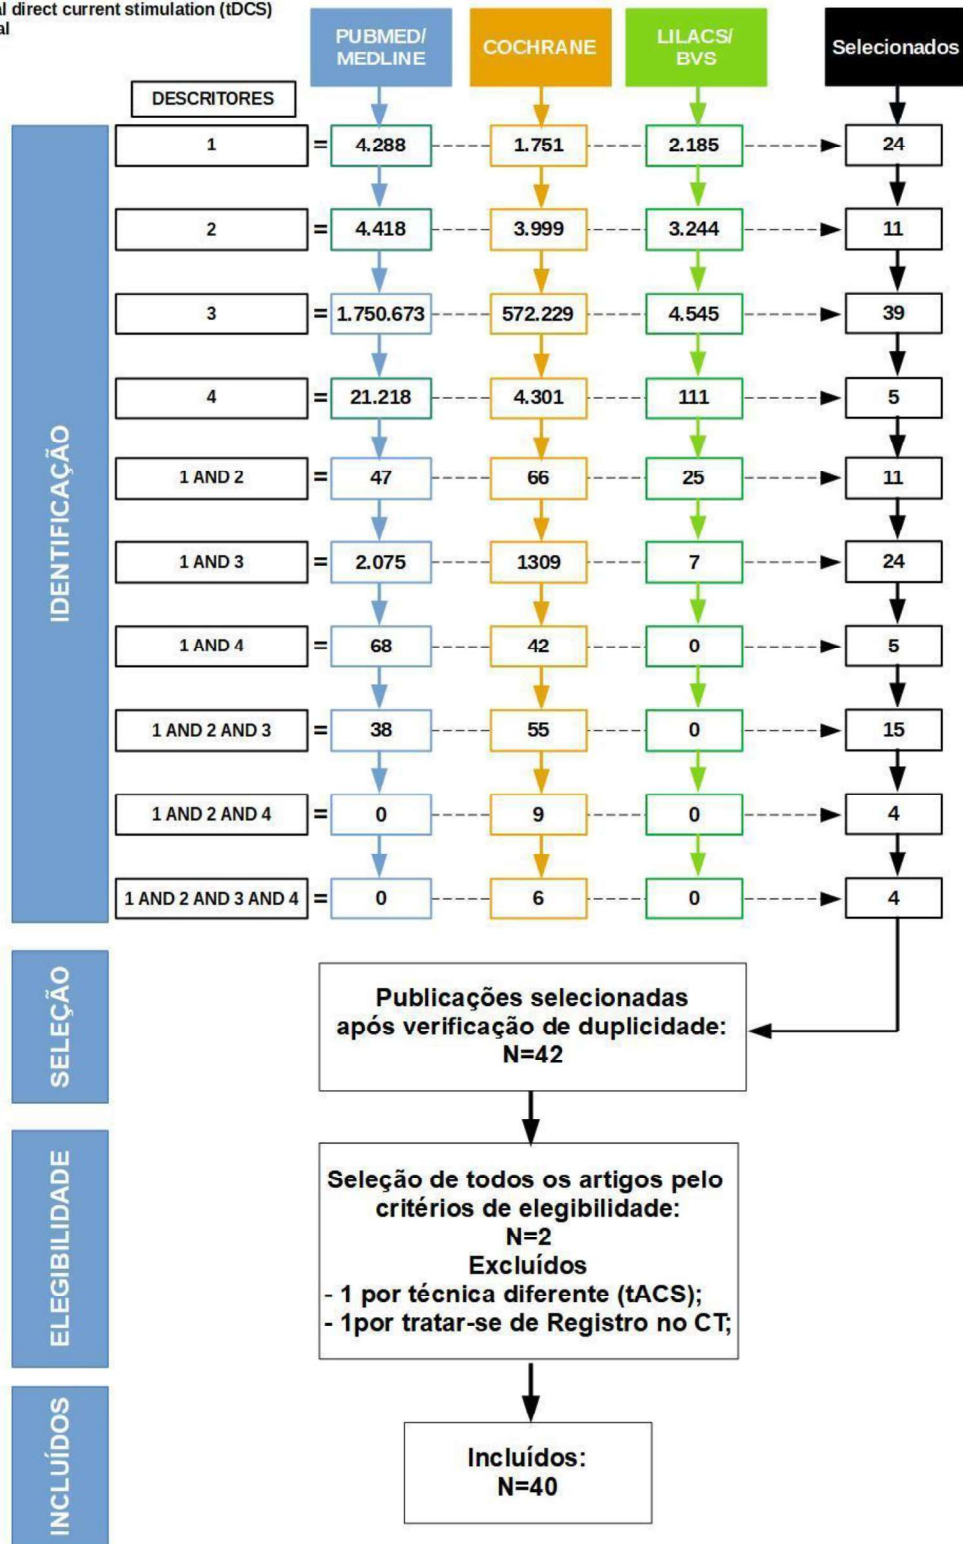 al direct current stimulation (tDCS)
al
PUBMED/
MEDLINE
COCHRANE
LILACS/
BVS
Selecionados
DESCRITORES
IDENTIFICAÇÃO
1 = 4.288 1.751 2.185 24
2 = 4.418 3.999 3.244 11
3 = 1.750.673 572.229 4.545 39
4 = 21.218 4.301 111 5
1 AND 2 = 47 66 25 11
1 AND 3 = 2.075 1309 7 24
1 AND 4 = 68 42 0 5
1 AND 2 AND 3 = 38 55 0 15
1 AND 2 AND 4 = 0 9 0 4
1 AND 2 AND 3 AND 4 = 0 6 0 4
SELEÇÃO
Publicações selecionadas
após verificação de duplicidade:
N=42
ELEGIBILIDADE
Seleção de todos os artigos pelo
critérios de elegibilidade:
N=2
Excluídos
- 1 por técnica diferente (tACS);
- 1por tratar-se de Registro no CT;
INCLUÍDOS
Incluídos:
N=40